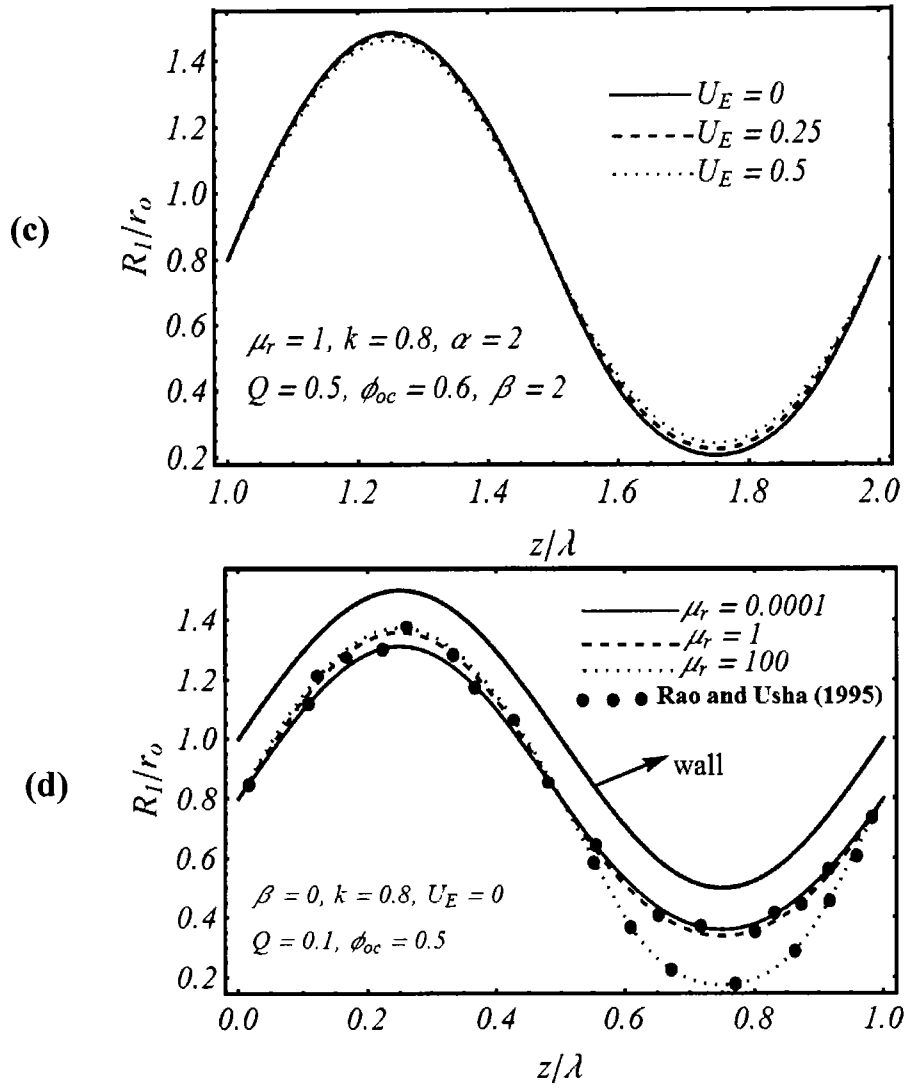 (c)
R₁/rₒ
1.4
1.2
1.0
0.8
0.6
0.4
0.2
U_E = 0
U_E = 0.25
U_E = 0.5
μᵣ = 1, k = 0.8, α = 2
Q = 0.5, ϕ_oc = 0.6, β = 2
1.0 1.2 1.4 1.6 1.8 2.0
z/λ
(d)
R₁/rₒ
1.4
1.2
1.0
0.8
0.6
0.4
0.2
μᵣ = 0.0001
μᵣ = 1
μᵣ = 100
Rao and Usha (1995)
wall
β = 0, k = 0.8, U_E = 0
Q = 0.1, ϕ_oc = 0.5
0.0 0.2 0.4 0.6 0.8 1.0
z/λ